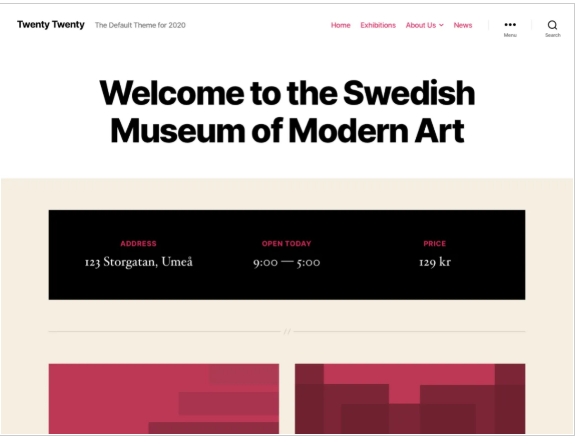 Twenty Twenty The Default Theme for 2020 Home Exhibitions About Us News
Menu Search
Welcome to the Swedish
Museum of Modern Art
ADDRESS OPEN TODAY PRICE
123 Storgatan, Umeå 9:00 — 5:00 129 kr
//